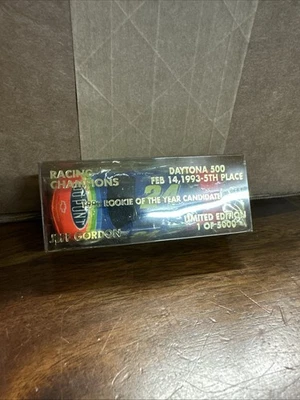 RACING
CHAMPIONS
DAYTONA 500
FEB 14, 1993-5TH PLACE
24
ROOKIE OF THE YEAR CANDIDATE
LIMITED EDITION
1 OF 5000
JEFF GORDON